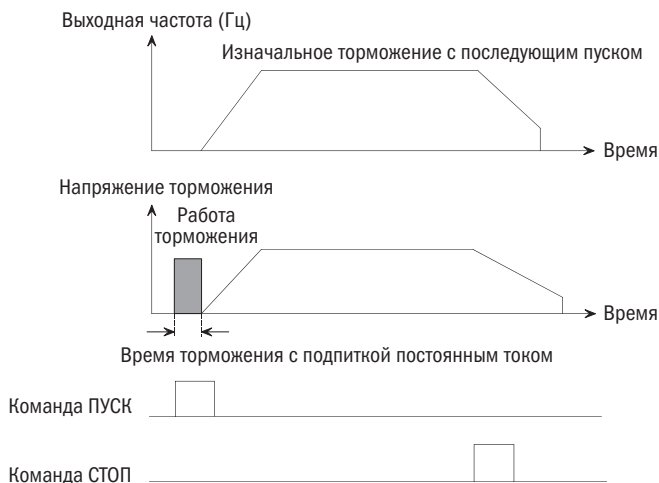 Выходная частота (Гц)
Изначальное торможение с последующим пуском
Время
Напряжение торможения
Работа
торможения
Время
Время торможения с подпиткой постоянным током
Команда ПУСК
Команда СТОП